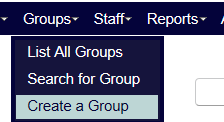 Groups Staff Reports
List All Groups
Search for Group
Create a Group